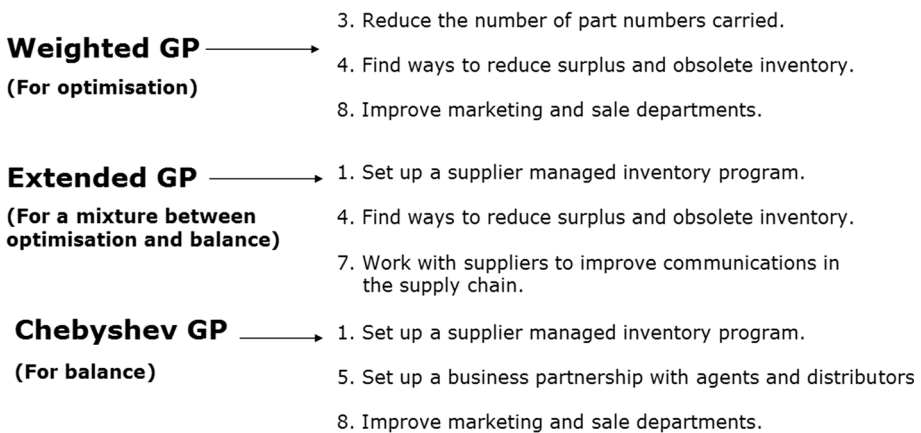 Weighted GP
(For optimisation)
3. Reduce the number of part numbers carried.
4. Find ways to reduce surplus and obsolete inventory.
8. Improve marketing and sale departments.
Extended GP
(For a mixture between
optimisation and balance)
1. Set up a supplier managed inventory program.
4. Find ways to reduce surplus and obsolete inventory.
7. Work with suppliers to improve communications in
the supply chain.
Chebyshev GP
(For balance)
1. Set up a supplier managed inventory program.
5. Set up a business partnership with agents and distributors
8. Improve marketing and sale departments.